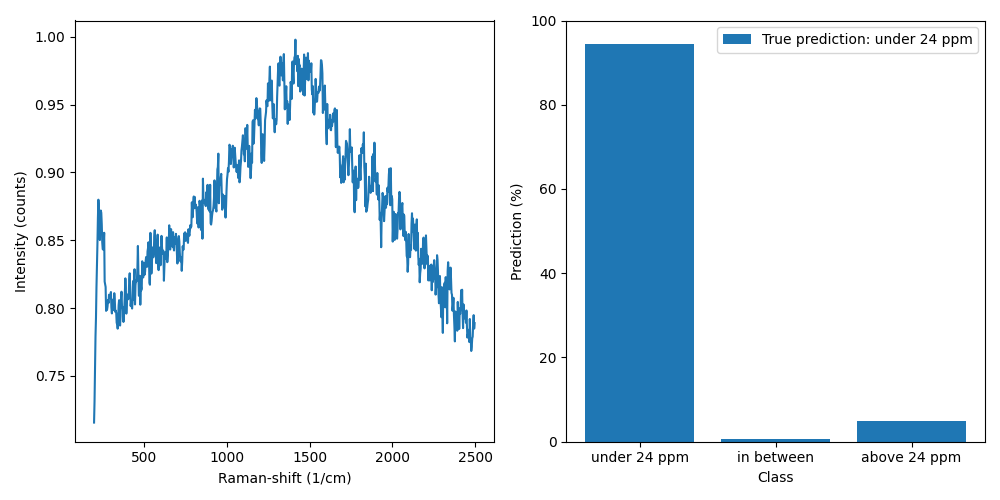 1.00
0.95
0.90
0.85
0.80
0.75
Intensity (counts)
500
1000
1500
2000
2500
Raman-shift (1/cm)
100
80
60
40
20
0
Prediction (%)
True prediction: under 24 ppm
under 24 ppm
in between
above 24 ppm
Class